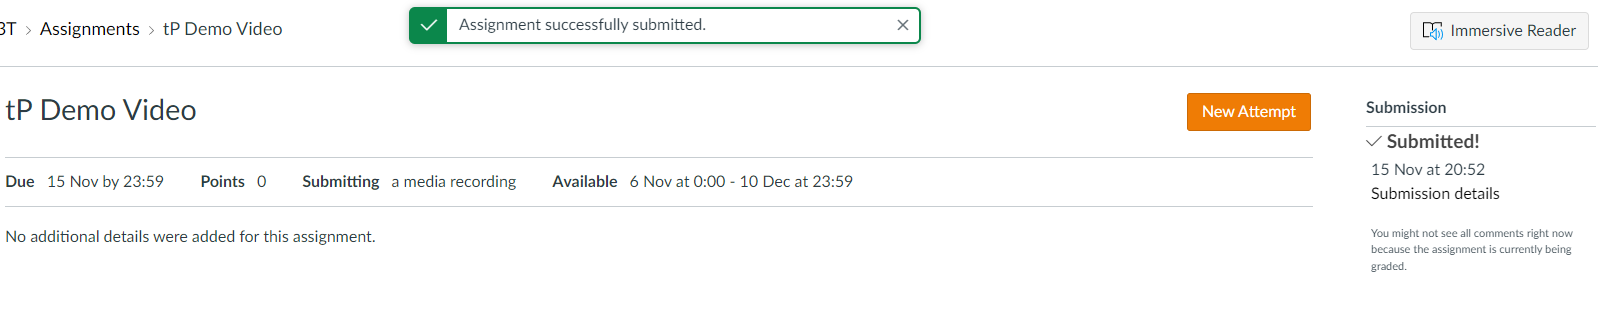 3T > Assignments > tP Demo Video
Assignment successfully submitted.
Immersive Reader
tP Demo Video
New Attempt
Due 15 Nov by 23:59 Points 0 Submitting a media recording Available 6 Nov at 0:00 - 10 Dec at 23:59
No additional details were added for this assignment.
Submission
Submitted!
15 Nov at 20:52
Submission details
You might not see all comments right now
because the assignment is currently being
graded.